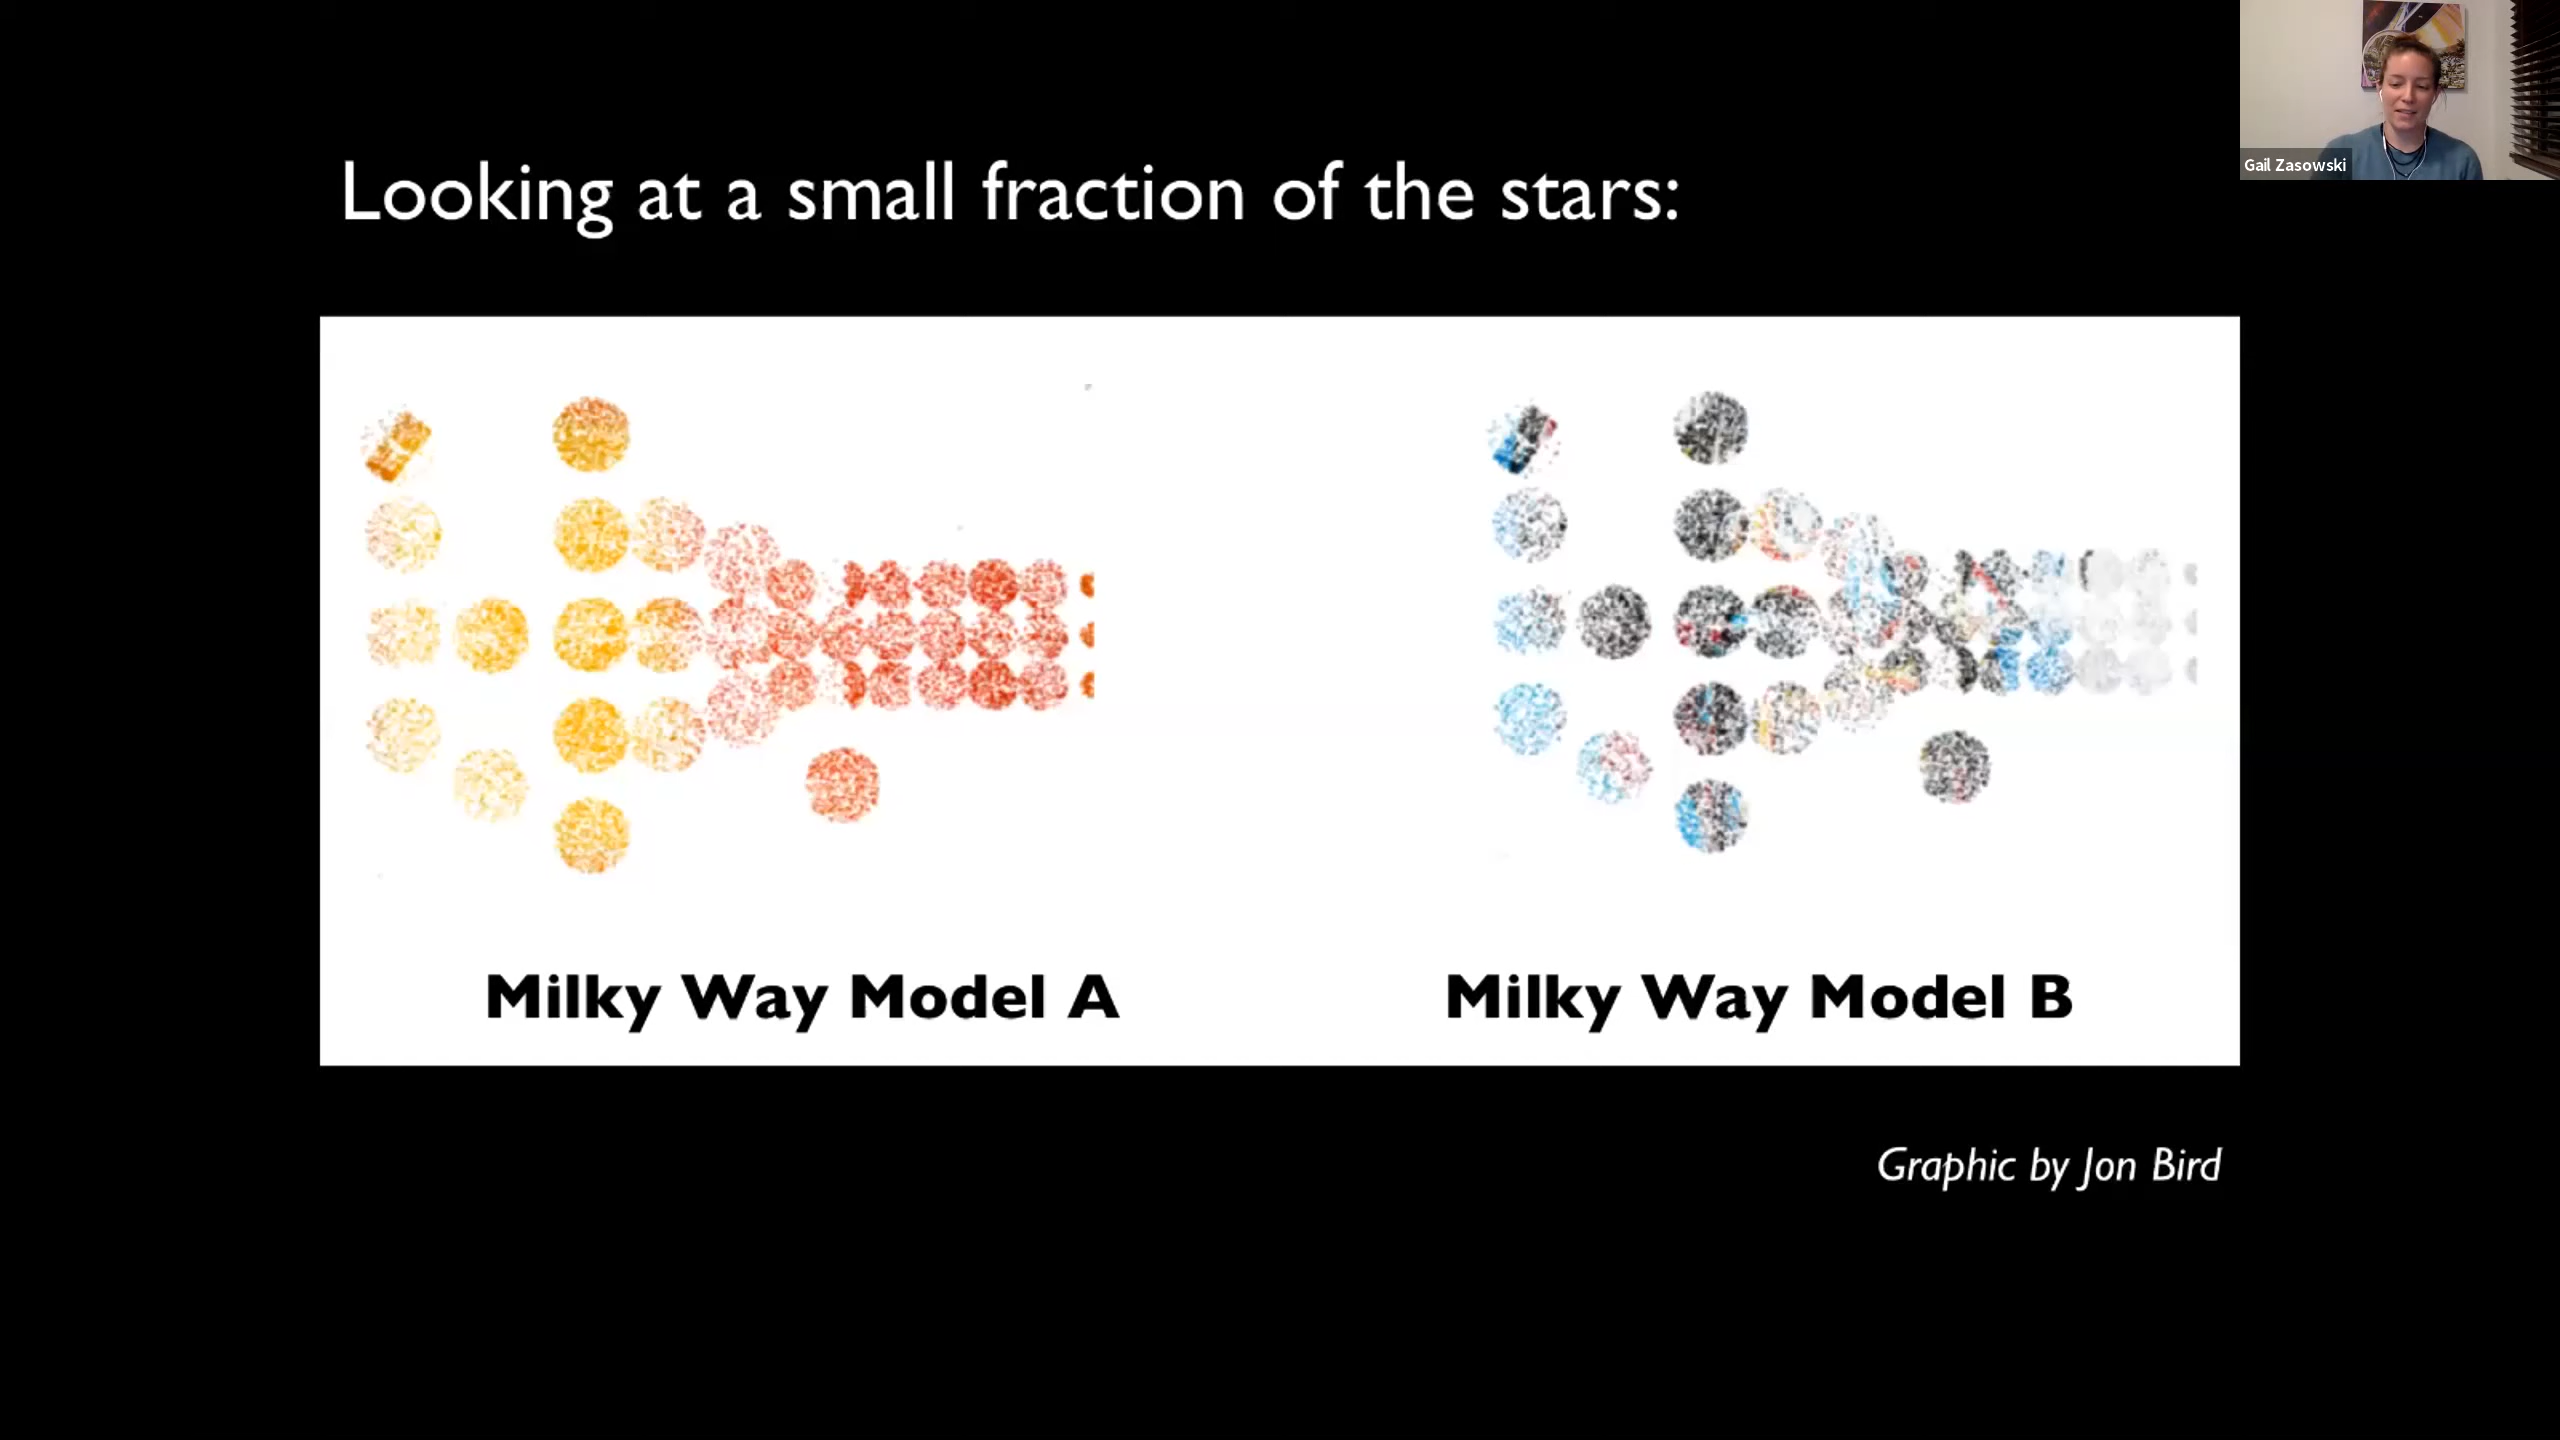 Looking at a small fraction of the stars:
Gail Zasowski
Milky Way Model A
Milky Way Model B
Graphic by Jon Bird